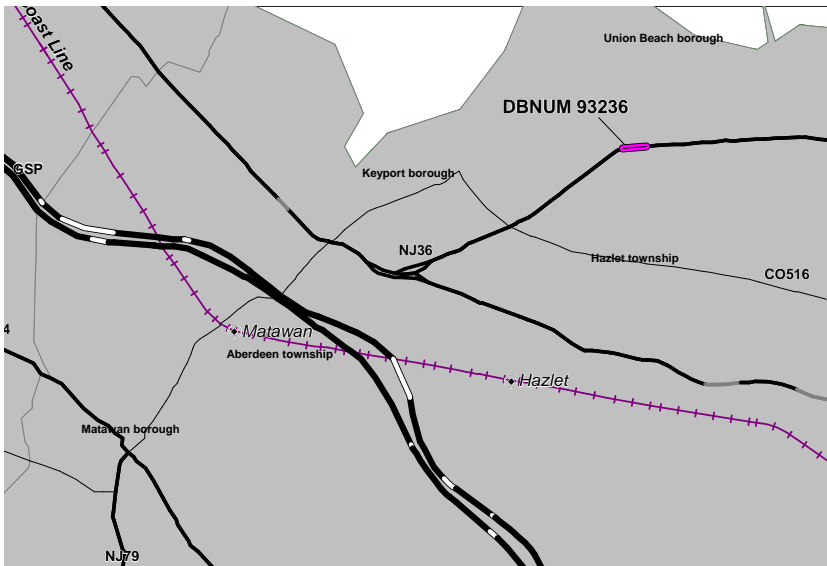 oast Line
Union Beach borough
DBNUM 93236
GSP
Keyport borough
NJ36
Hazlet township
CO516
4
Matawan
Aberdeen township
Hazlet
Matawan borough
NJ79